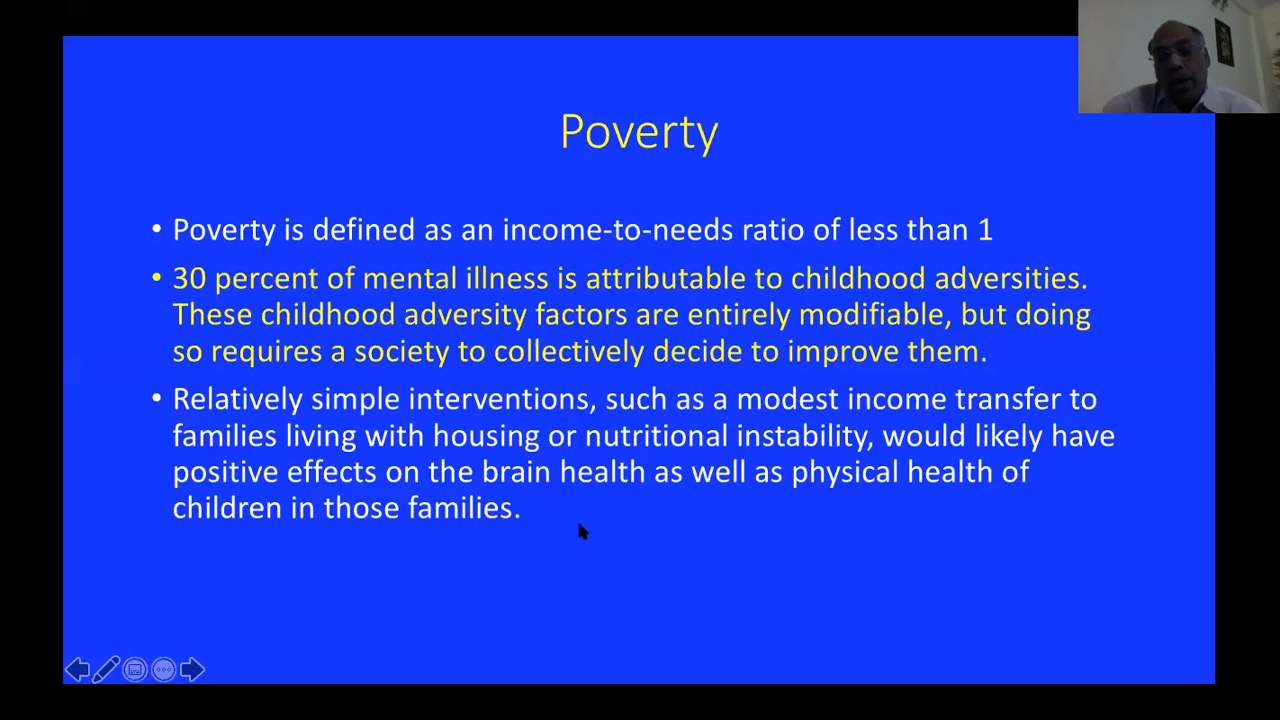 Poverty
• Poverty is defined as an income-to-needs ratio of less than 1
• 30 percent of mental illness is attributable to childhood adversities.
These childhood adversity factors are entirely modifiable, but doing
so requires a society to collectively decide to improve them.
• Relatively simple interventions, such as a modest income transfer to
families living with housing or nutritional instability, would likely have
positive effects on the brain health as well as physical health of
children in those families.